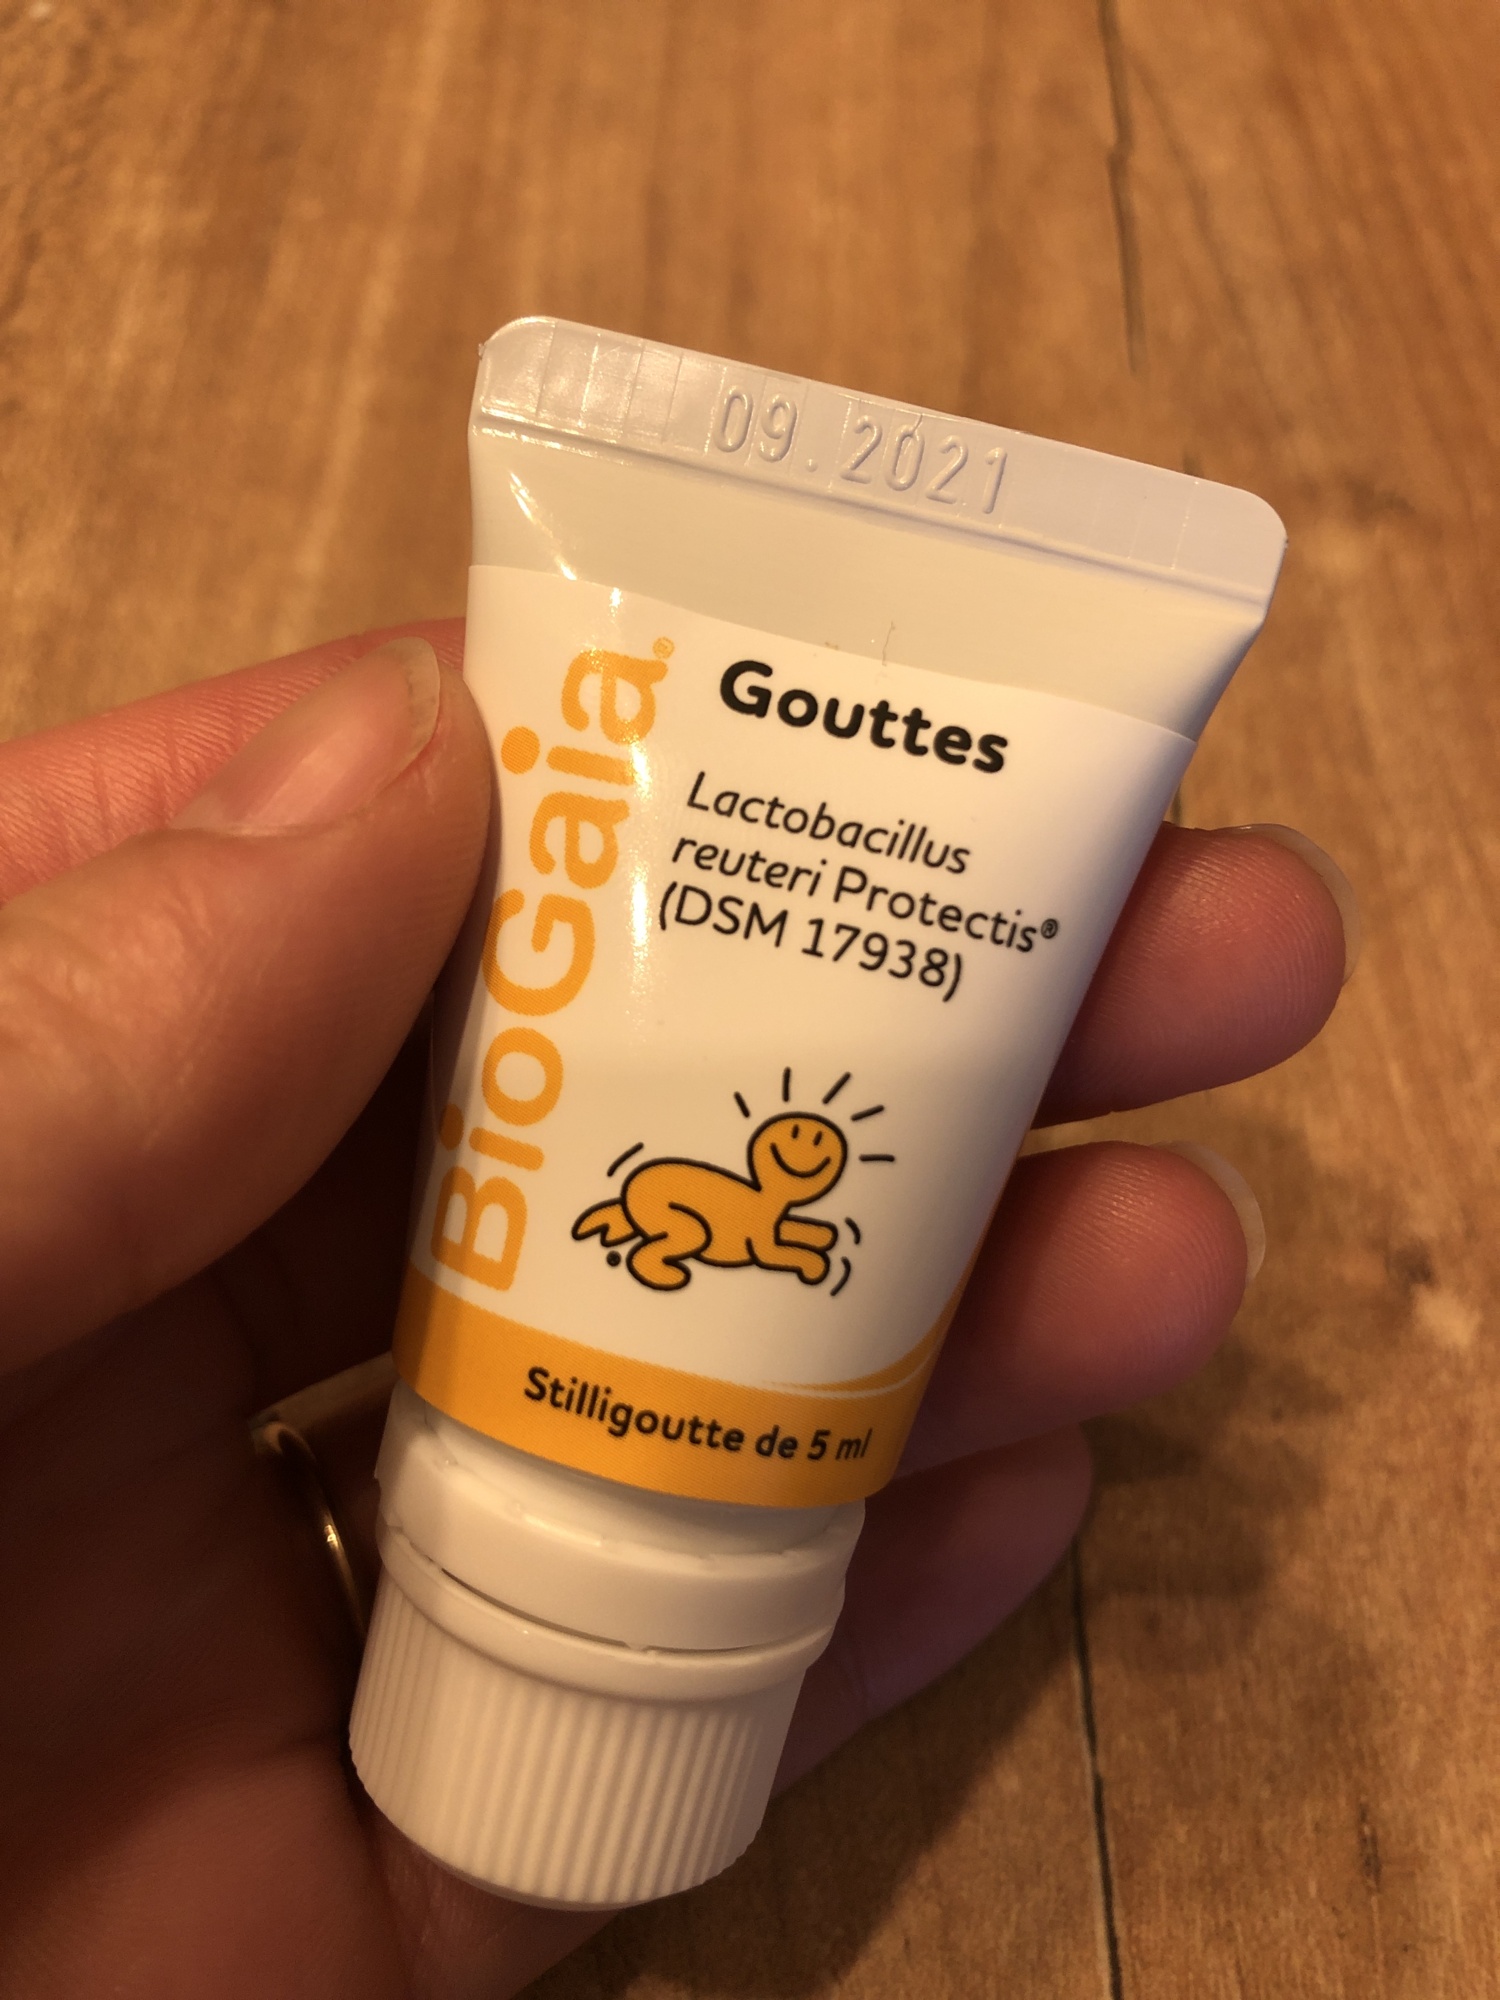 09.2021
BioGaia®
Gouttes
Lactobacillus
reuteri Protectis®
(DSM 17938)
Stilligoutte de 5 ml